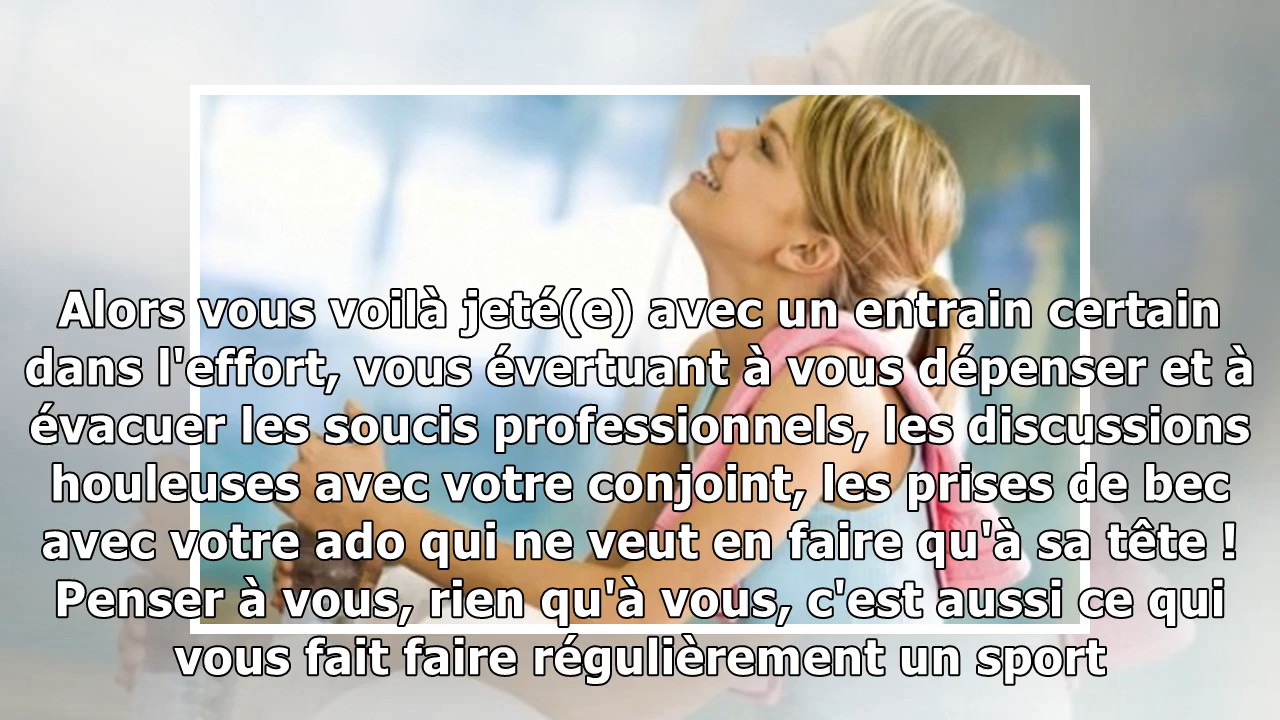 Alors vous voilà jeté(e) avec un entrain certain
dans l'effort, vous évertuant à vous dépenser et à
évacuer les soucis professionnels, les discussions
houleuses avec votre conjoint, les prises de bec
avec votre ado qui ne veut en faire qu'à sa tête !
Penser à vous, rien qu'à vous, c'est aussi ce qui
vous fait faire régulièrement un sport